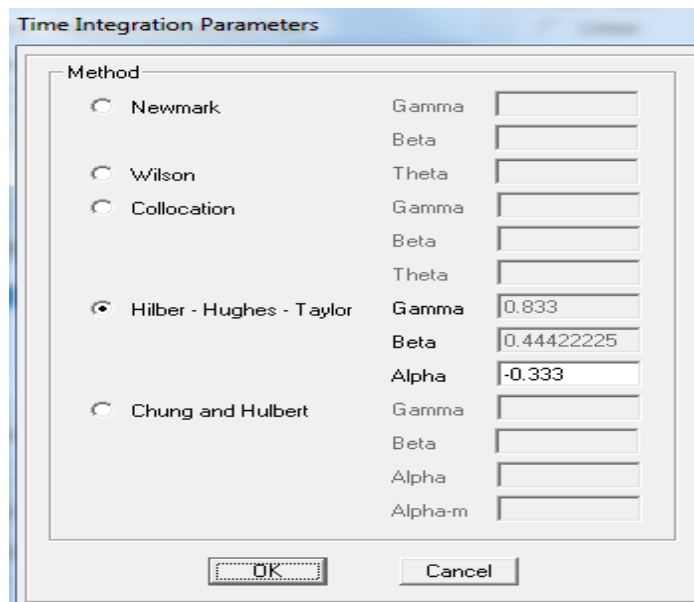 Time Integration Parameters
Linear
Method
Newmark Gamma
Beta
Wilson Theta
Collocation Gamma
Beta
Theta
Hilber - Hughes - Taylor Gamma 0.833
Beta 0.44422225
Alpha -0.333
Chung and Hulbert Gamma
Beta
Alpha
Alpha-m
OK Cancel